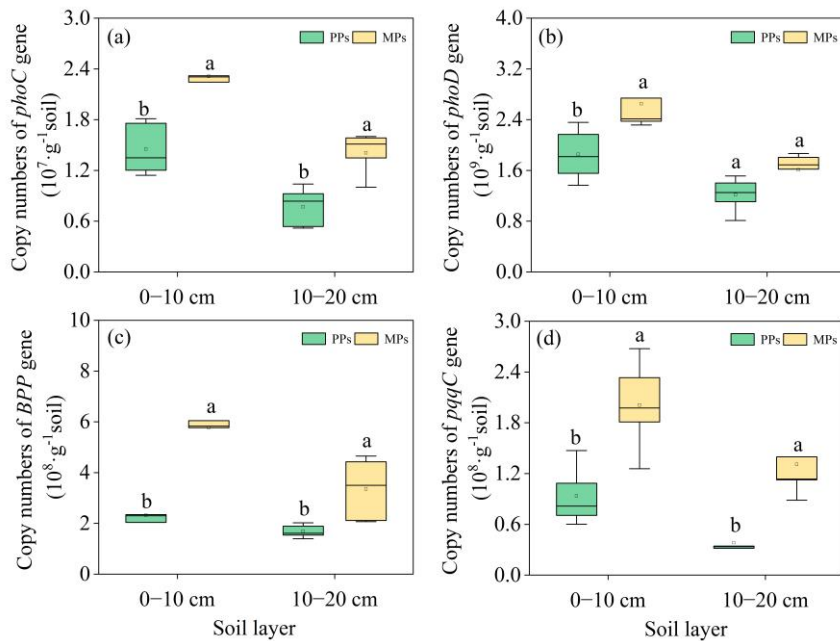 (a)
PPs MPs
Copy numbers of phoC gene
(10⁷·g⁻¹soil)
3.0
2.4
1.8
1.2
0.6
0.0
b
a
b
a
0−10 cm
10−20 cm
(b)
PPs MPs
Copy numbers of phoD gene
(10⁹·g⁻¹soil)
4.0
3.2
2.4
1.6
0.8
0.0
b
a
a
a
0−10 cm
10−20 cm
(c)
PPs MPs
Copy numbers of BPP gene
(10⁸·g⁻¹soil)
10
8
6
4
2
0
b
a
b
a
0−10 cm
10−20 cm
Soil layer
(d)
PPs MPs
Copy numbers of pqqC gene
(10⁸·g⁻¹soil)
3.0
2.4
1.8
1.2
0.6
0.0
b
a
b
a
0−10 cm
10−20 cm
Soil layer